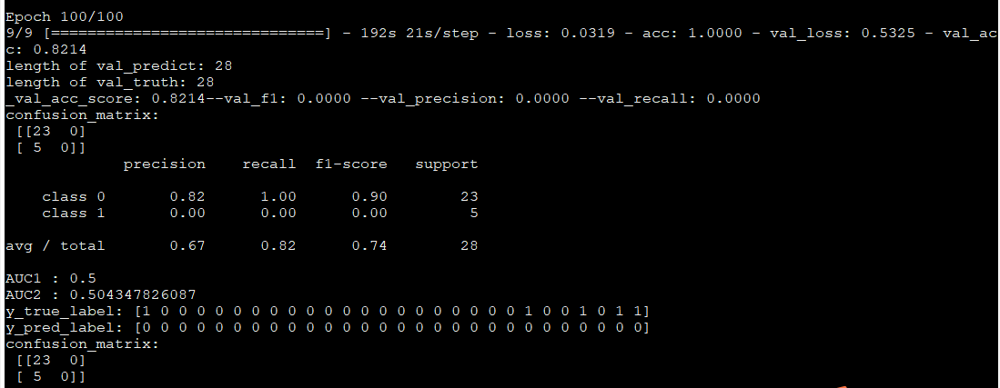 Epoch 100/100
9/9 [==============================] - 192s 21s/step - loss: 0.0319 - acc: 1.0000 - val_loss: 0.5325 - val_ac
c: 0.8214
length of val_predict: 28
length of val_truth: 28
_val_acc_score: 0.8214--val_f1: 0.0000 --val_precision: 0.0000 --val_recall: 0.0000
confusion_matrix:
[[23 0]
[ 5 0]]
precision recall f1-score support
class 0 0.82 1.00 0.90 23
class 1 0.00 0.00 0.00 5
avg / total 0.67 0.82 0.74 28
AUC1 : 0.5
AUC2 : 0.504347826087
y_true_label: [1 0 0 0 0 0 0 0 0 0 0 0 0 0 0 0 0 0 0 0 0 1 0 0 1 0 1 1]
y_pred_label: [0 0 0 0 0 0 0 0 0 0 0 0 0 0 0 0 0 0 0 0 0 0 0 0 0 0 0 0]
confusion_matrix:
[[23 0]
[ 5 0]]